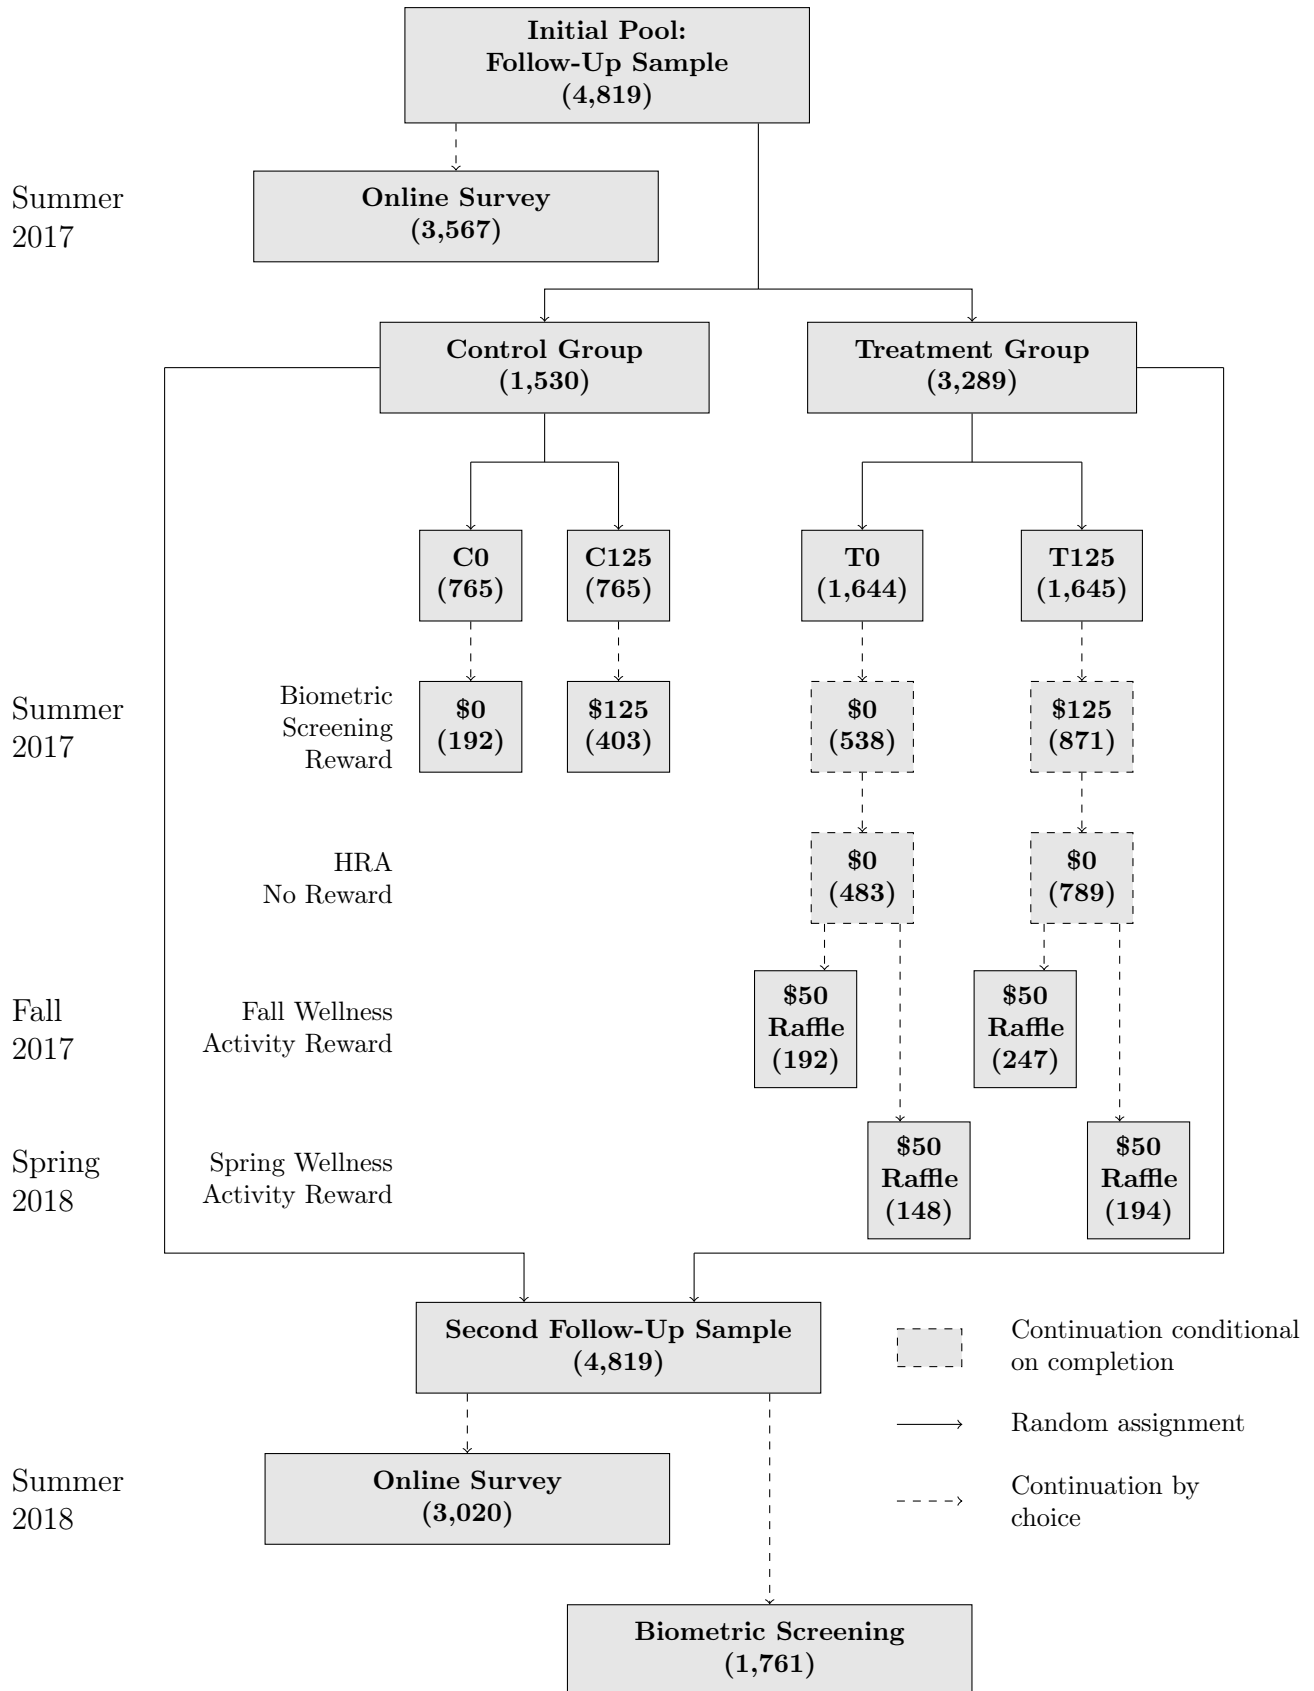 Initial Pool:
Follow-Up Sample
(4,819)
Summer
2017
Online Survey
(3,567)
Control Group
(1,530)
Treatment Group
(3,289)
C0
(765)
C125
(765)
T0
(1,644)
T125
(1,645)
Summer
2017
Biometric
Screening
Reward
$0
(192)
$125
(403)
$0
(538)
$125
(871)
HRA
No Reward
$0
(483)
$0
(789)
Fall
2017
Fall Wellness
Activity Reward
$50
Raffle
(192)
$50
Raffle
(247)
Spring
2018
Spring Wellness
Activity Reward
$50
Raffle
(148)
$50
Raffle
(194)
Second Follow-Up Sample
(4,819)
Continuation conditional
on completion
Random assignment
Continuation by
choice
Summer
2018
Online Survey
(3,020)
Biometric Screening
(1,761)